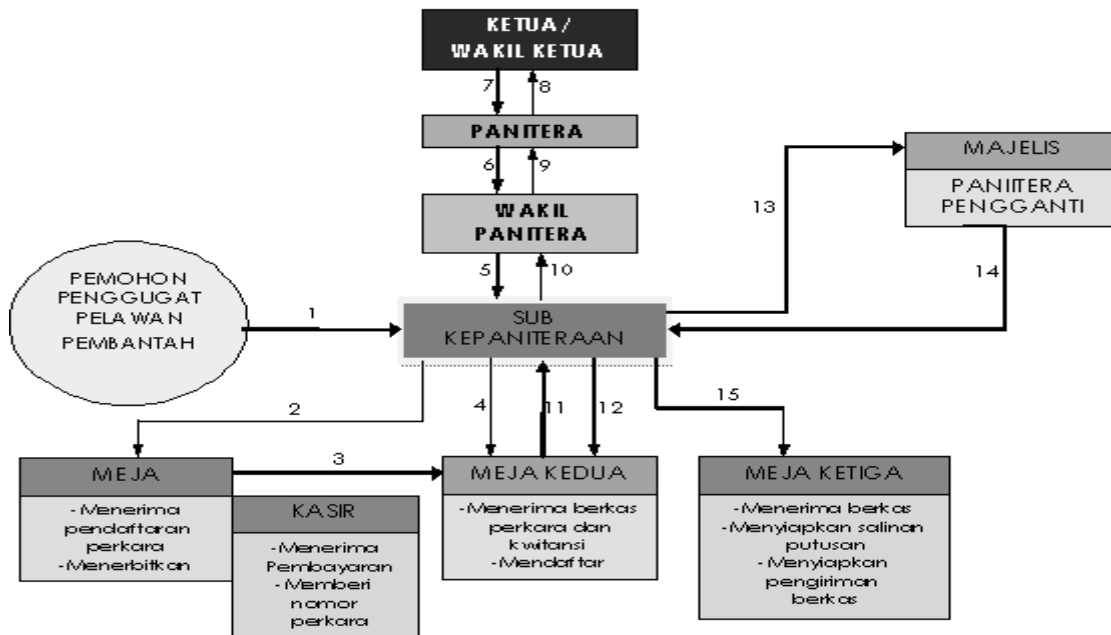 KETUA /
WAKIL KETUA
7
8
PANITERA
6
9
WAKIL
PANITERA
5
10
MAJELIS
PANIITERA
PENGGANTI
13
14
PEMOHON
PENGGUGAT
PELAWAN
PEMBANTAH
1
SUB
KEPANITERAAN
2
4
11
12
15
3
MEJA
-Menerima
pendaftaran
perkara
-Menerbitkan
KASIR
-Menerima
Pembayaran
-Memberi
nomor
perkara
MEJA KEDUA
-Menerima berkas
perkara dan
kwitansi
-Mendaftar
MEJA KETIGA
-Menerima berkas
-Menyiapkan salinan
putusan
-Menyiapkan
pengiriman
berkas